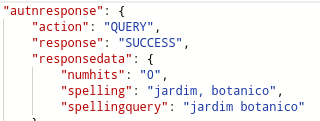 "autnresponse": {
"action": "QUERY",
"response": "SUCCESS",
"responsedata": {
"numhits": "0",
"spelling": "jardim, botanico",
"spellingquery": "jardim botanico"
}